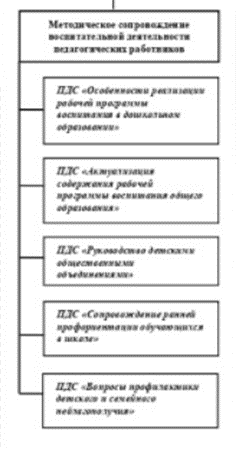 Методическое сопровождение
воспитательной деятельности
педагогических работников
ПДС «Особенности реализации
рабочей программы
воспитания в дошкольном
образовании»
ПДС «Актуализация
содержания рабочей
программы воспитания общего
образования»
ПДС «Руководство детскими
общественными
объединениями»
ПДС «Сопровождение ранней
профориентации обучающихся
в школе»
ПДС «Вопросы профилактики
детского и семейного
неблагополучия»